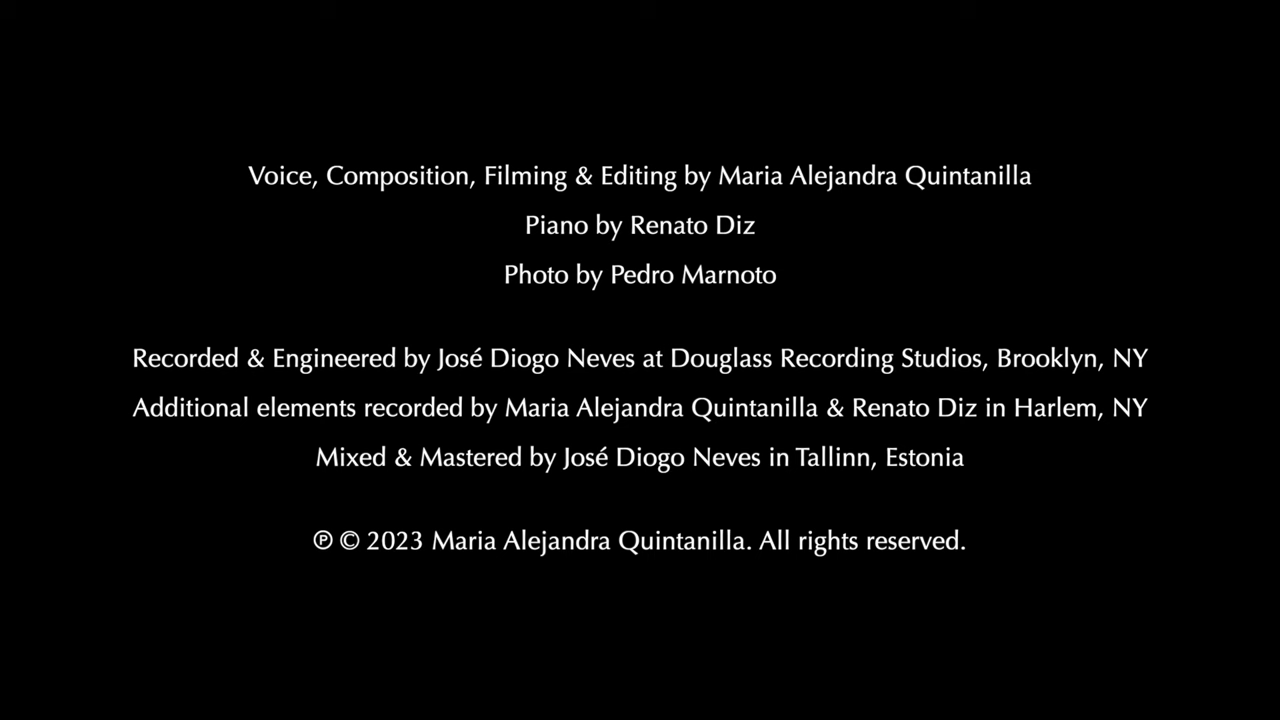 Voice, Composition, Filming & Editing by Maria Alejandra Quintanilla
Piano by Renato Diz
Photo by Pedro Marnoto
Recorded & Engineered by José Diogo Neves at Douglass Recording Studios, Brooklyn, NY
Additional elements recorded by Maria Alejandra Quintanilla & Renato Diz in Harlem, NY
Mixed & Mastered by José Diogo Neves in Tallinn, Estonia
℗ © 2023 Maria Alejandra Quintanilla. All rights reserved.